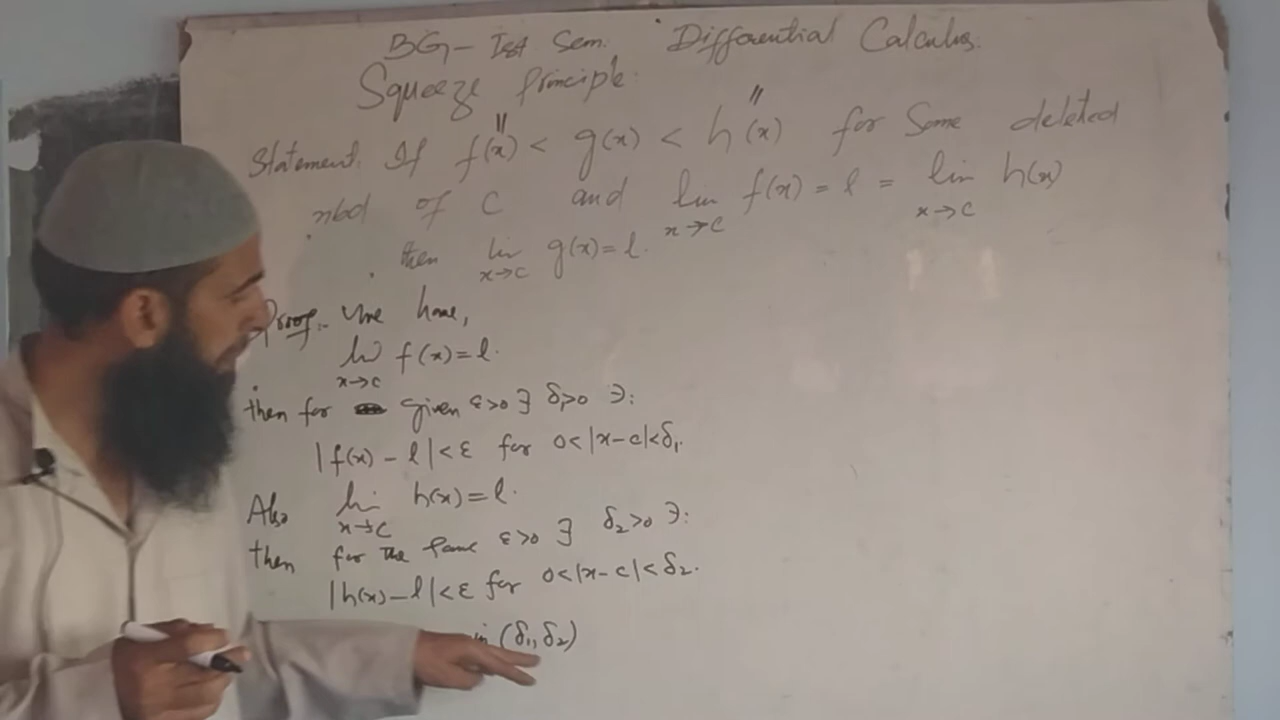 BG - Ist Sem. Differential Calculus.
Squeeze Principle:
Statement. If f(x) < g(x) < h(x) for Some deleted
nbd of C and lim x→c f(x) = l = lim x→c h(x)
then lim x→c g(x) = l.
Proof:- We have,
lim x→c f(x) = l.
then for given ε>0 ∃ δ₁>0 ∋:
|f(x) - l| < ε for 0<|x-c|<δ₁.
Also lim x→c h(x) = l.
then for the same ε>0 ∃ δ₂>0 ∋:
|h(x) - l| < ε for 0<|x-c|<δ₂.
(δ₁, δ₂)